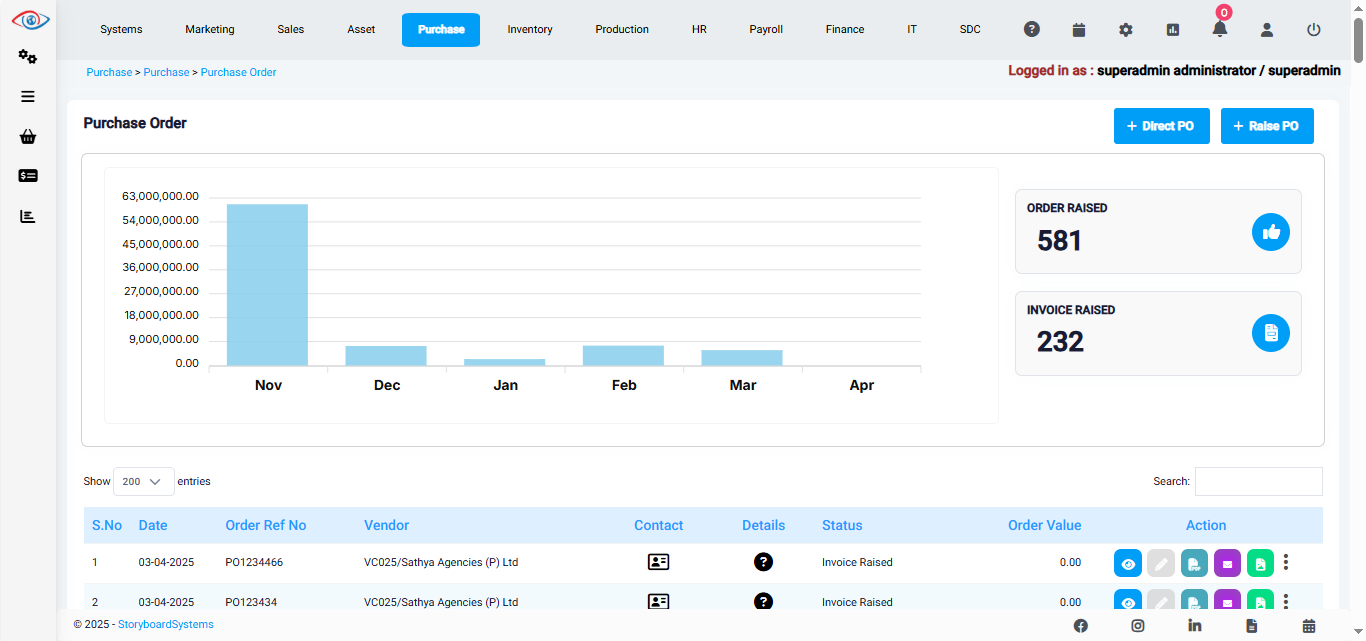 Systems Marketing Sales Asset Purchase Inventory Production HR Payroll Finance IT SDC 0
Purchase > Purchase > Purchase Order
Logged in as : superadmin administrator / superadmin
Purchase Order
+ Direct PO
+ Raise PO
63,000,000.00
54,000,000.00
45,000,000.00
36,000,000.00
27,000,000.00
18,000,000.00
9,000,000.00
0.00
Nov Dec Jan Feb Mar Apr
ORDER RAISED
581
INVOICE RAISED
232
Show 200 entries
Search:
S.No Date Order Ref No Vendor Contact Details Status Order Value Action
1 03-04-2025 PO1234466 VC025/Sathya Agencies (P) Ltd Invoice Raised 0.00
2 03-04-2025 PO123434 VC025/Sathya Agencies (P) Ltd Invoice Raised 0.00
© 2025 - StoryboardSystems